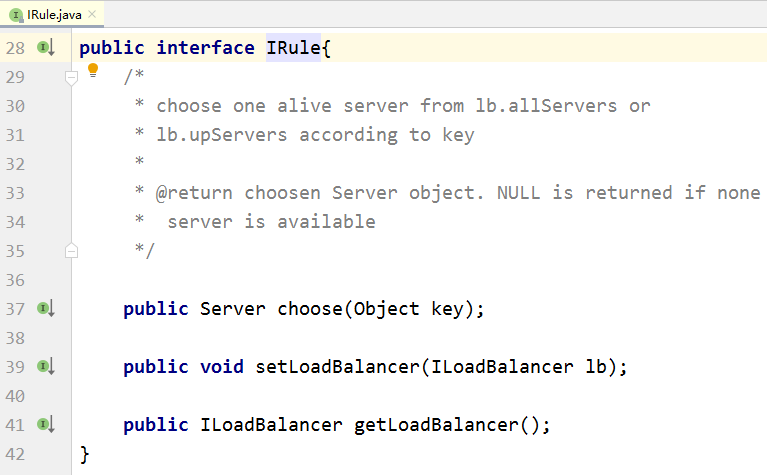 IRule.java
28 public interface IRule{
29 /*
30 * choose one alive server from lb.allServers or
31 * lb.upServers according to key
32 *
33 * @return choosen Server object. NULL is returned if none
34 *  server is available
35 */
36
37 public Server choose(Object key);
38
39 public void setLoadBalancer(ILoadBalancer lb);
40
41 public ILoadBalancer getLoadBalancer();
42 }